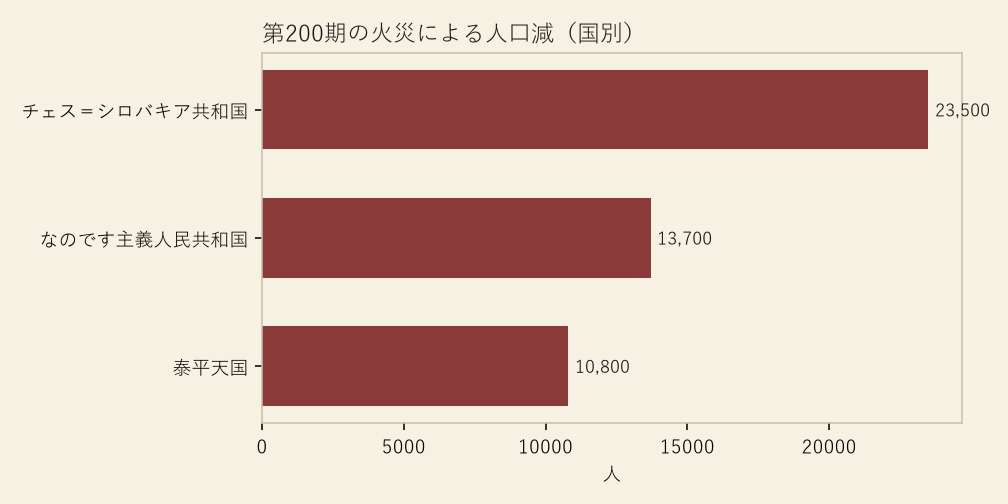 第200期の火災による人口減（国別）
チェス＝シロバキア共和国
23,500
なのです主義人民共和国
13,700
泰平天国
10,800
0 5000 10000 15000 20000
人